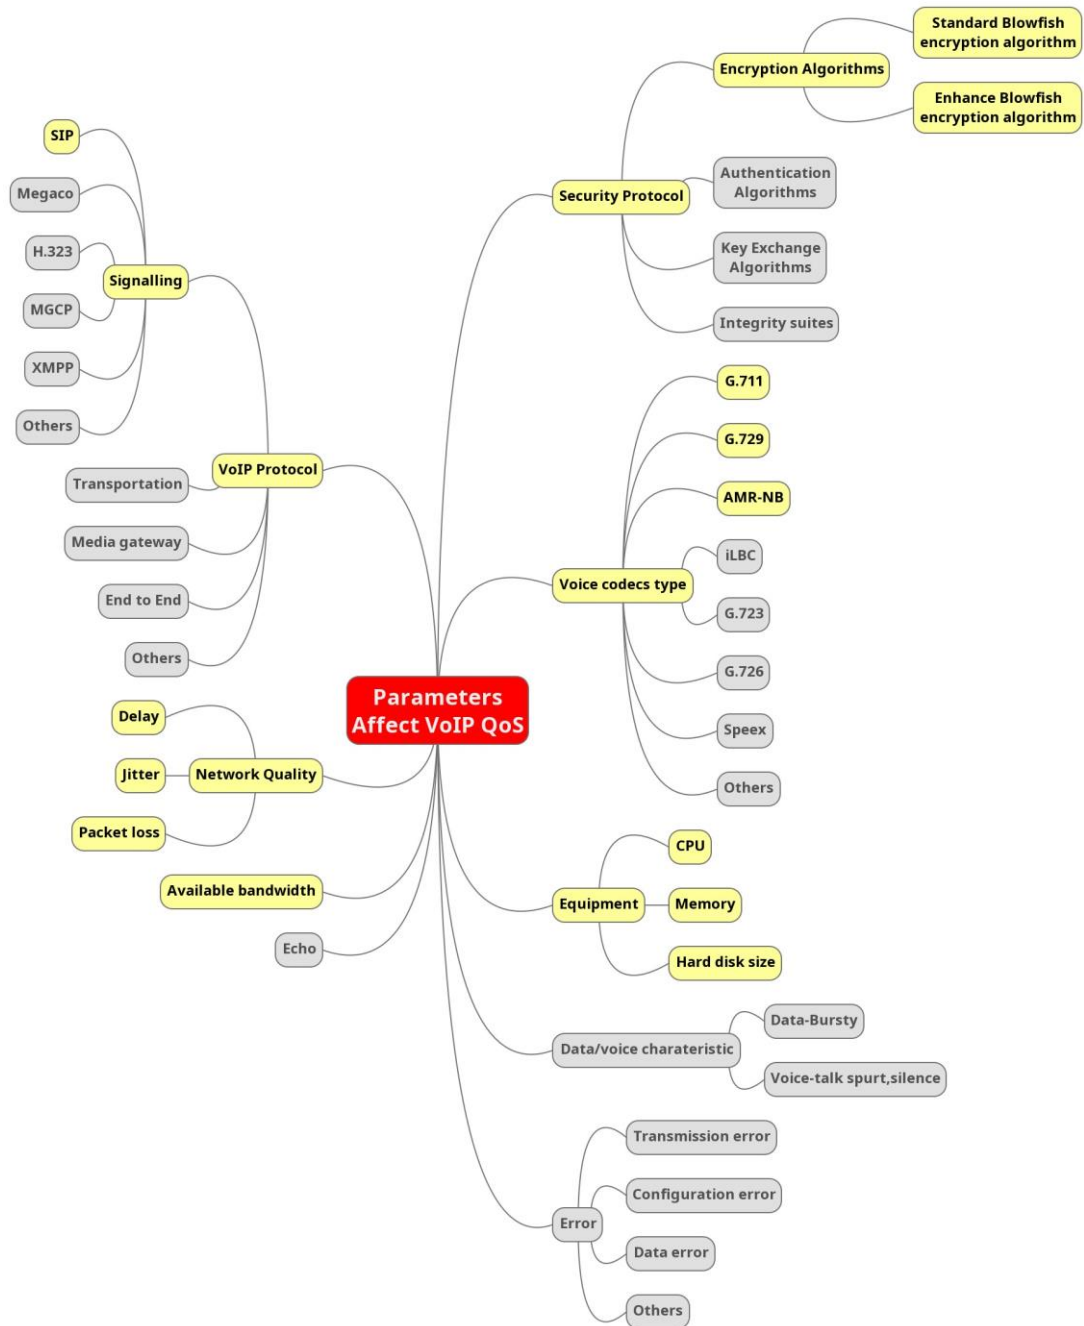 Parameters
Affect VoIP QoS
Security Protocol
Encryption Algorithms
Standard Blowfish
encryption algorithm
Enhance Blowfish
encryption algorithm
Authentication
Algorithms
Key Exchange
Algorithms
Integrity suites
Voice codecs type
G.711
G.729
AMR-NB
iLBC
G.723
G.726
Speex
Others
Equipment
CPU
Memory
Hard disk size
Data/voice charateristic
Data-Bursty
Voice-talk spurt,silence
Error
Transmission error
Configuration error
Data error
Others
VoIP Protocol
Signalling
SIP
Megaco
H.323
MGCP
XMPP
Others
Transportation
Media gateway
End to End
Others
Network Quality
Delay
Jitter
Packet loss
Available bandwidth
Echo